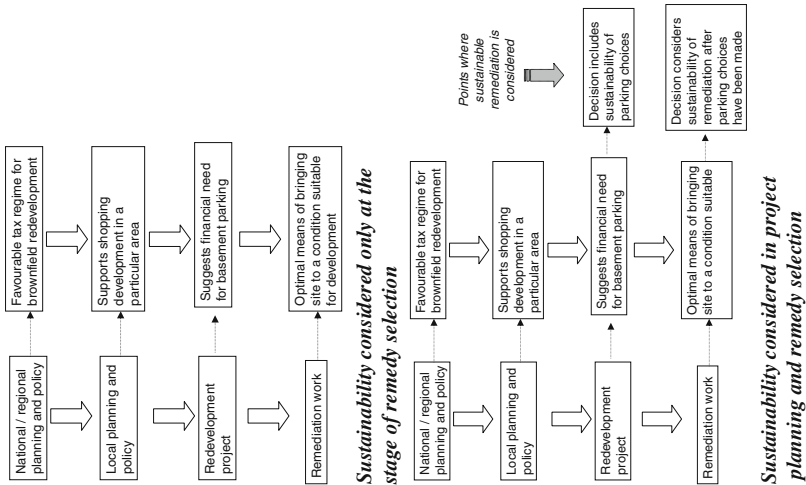 National / regional
planning and policy
Favourable tax regime for
brownfield redevelopment
Local planning and
policy
Supports shopping
development in a
particular area
Redevelopment
project
Suggests financial need
for basement parking
Remediation work
Optimal means of bringing
site to a condition suitable
for development
Sustainability considered only at the
stage of remedy selection
National / regional
planning and policy
Favourable tax regime for
brownfield redevelopment
Local planning and
policy
Supports shopping
development in a
particular area
Points where
sustainable
remediation is
considered
Redevelopment
project
Suggests financial need
for basement parking
Decision includes
sustainability of
parking choices
Remediation work
Optimal means of bringing
site to a condition suitable
Decision considers
sustainability of
remediation after
parking choices
have been made
Sustainability considered in project
planning and remedy selection